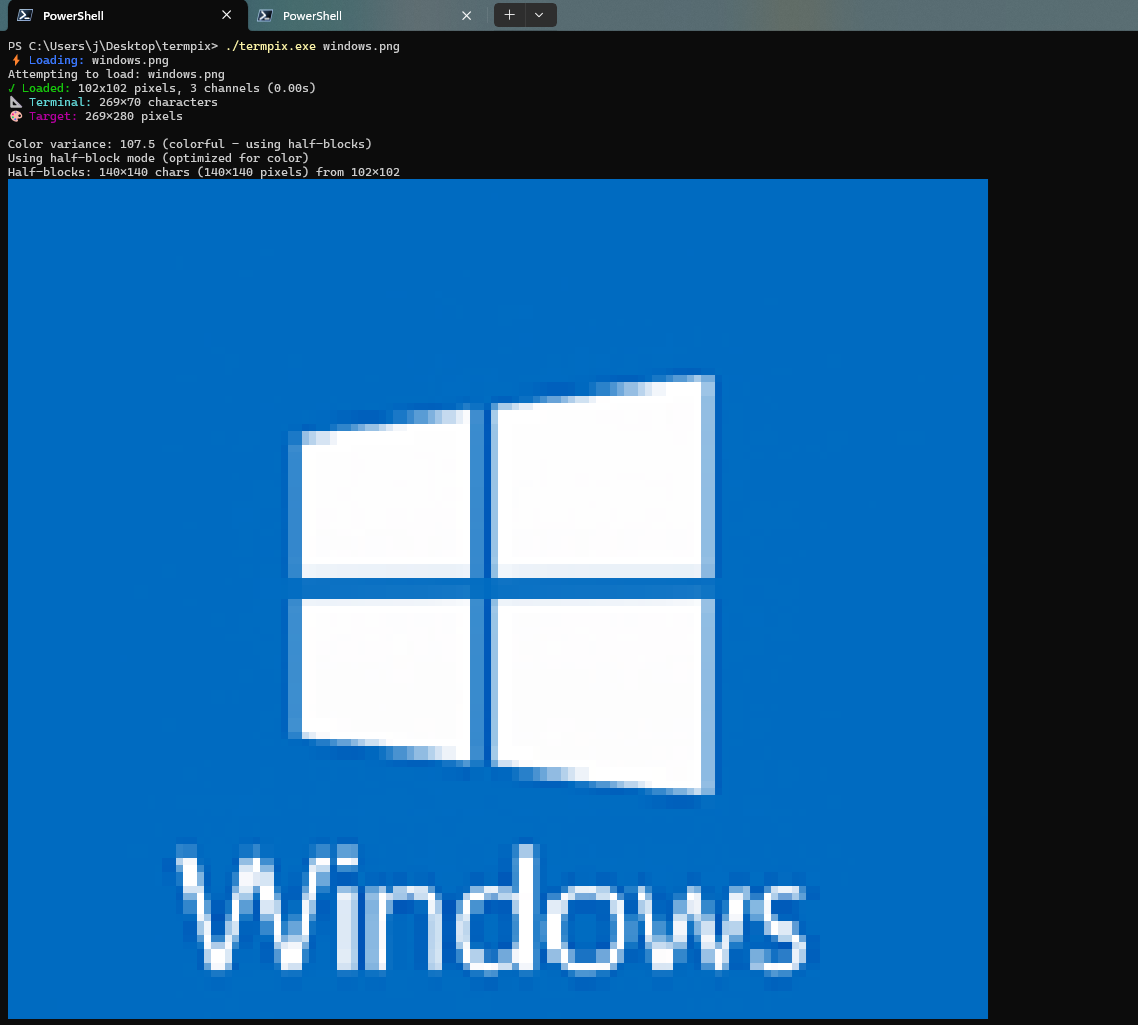 PowerShell
PowerShell
PS C:\Users\j\Desktop\termpix> ./termpix.exe windows.png
⚡ Loading: windows.png
Attempting to load: windows.png
✓ Loaded: 102x102 pixels, 3 channels (0.00s)
📐 Terminal: 269×70 characters
🎨 Target: 269×280 pixels
Color variance: 107.5 (colorful - using half-blocks)
Using half-block mode (optimized for color)
Half-blocks: 140×140 chars (140×140 pixels) from 102×102
Windows